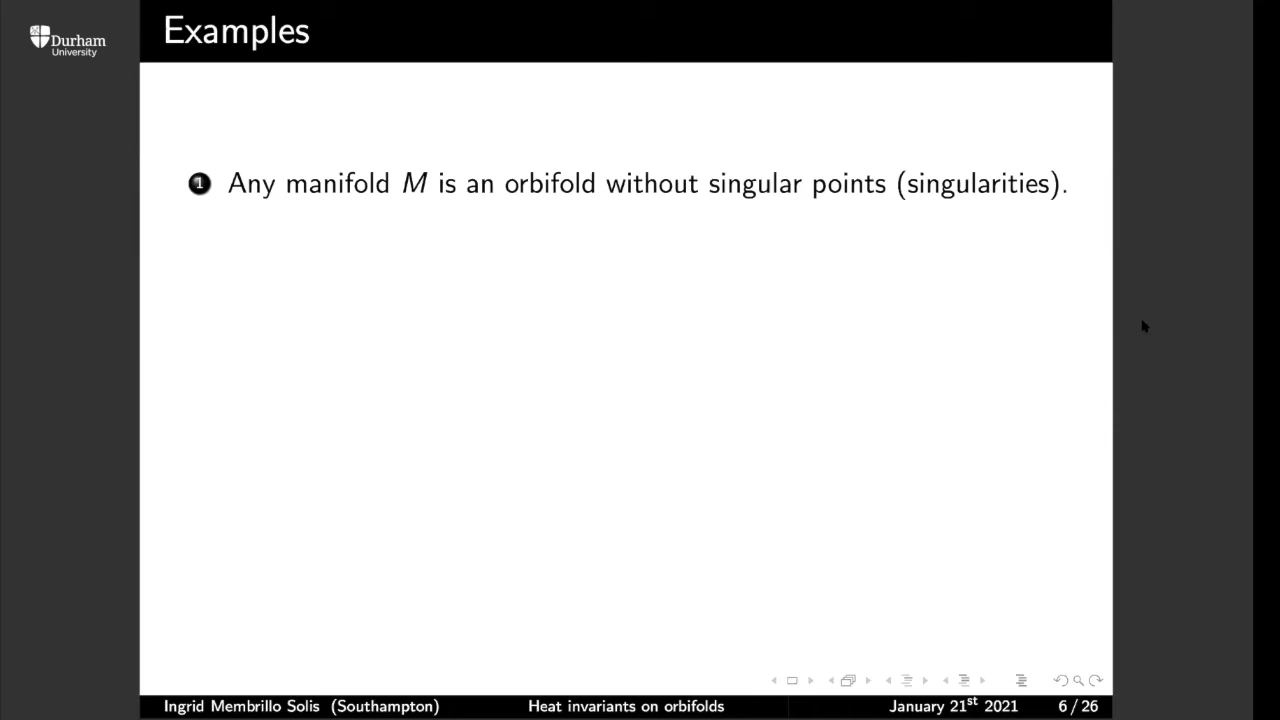 Durham
University
Examples
1 Any manifold M is an orbifold without singular points (singularities).
Ingrid Membrillo Solis (Southampton) Heat invariants on orbifolds January 21st 2021 6 / 26